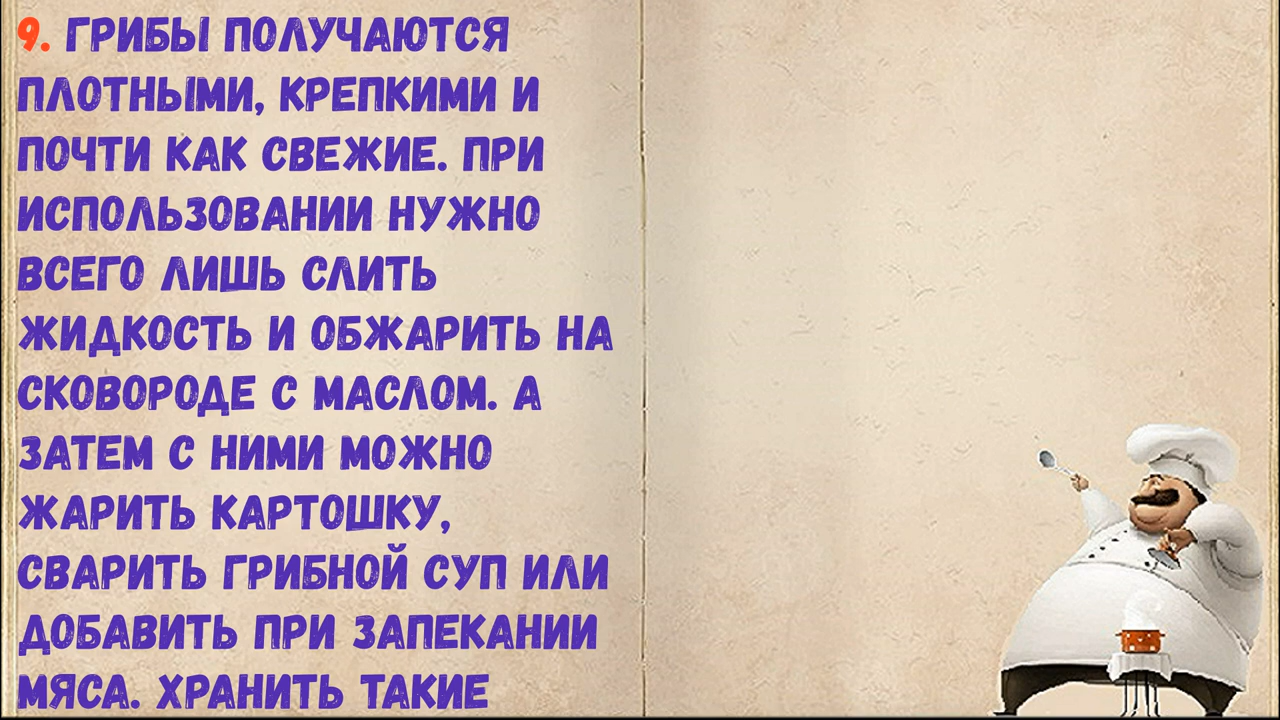 9. ГРИБЫ ПОЛУЧАЮТСЯ
ПЛОТНЫМИ, КРЕПКИМИ И
ПОЧТИ КАК СВЕЖИЕ. ПРИ
ИСПОЛЬЗОВАНИИ НУЖНО
ВСЕГО ЛИШЬ СЛИТЬ
ЖИДКОСТЬ И ОБЖАРИТЬ НА
СКОВОРОДЕ С МАСЛОМ. А
ЗАТЕМ С НИМИ МОЖНО
ЖАРИТЬ КАРТОШКУ,
СВАРИТЬ ГРИБНОЙ СУП ИЛИ
ДОБАВИТЬ ПРИ ЗАПЕКАНИИ
МЯСА. ХРАНИТЬ ТАКИЕ